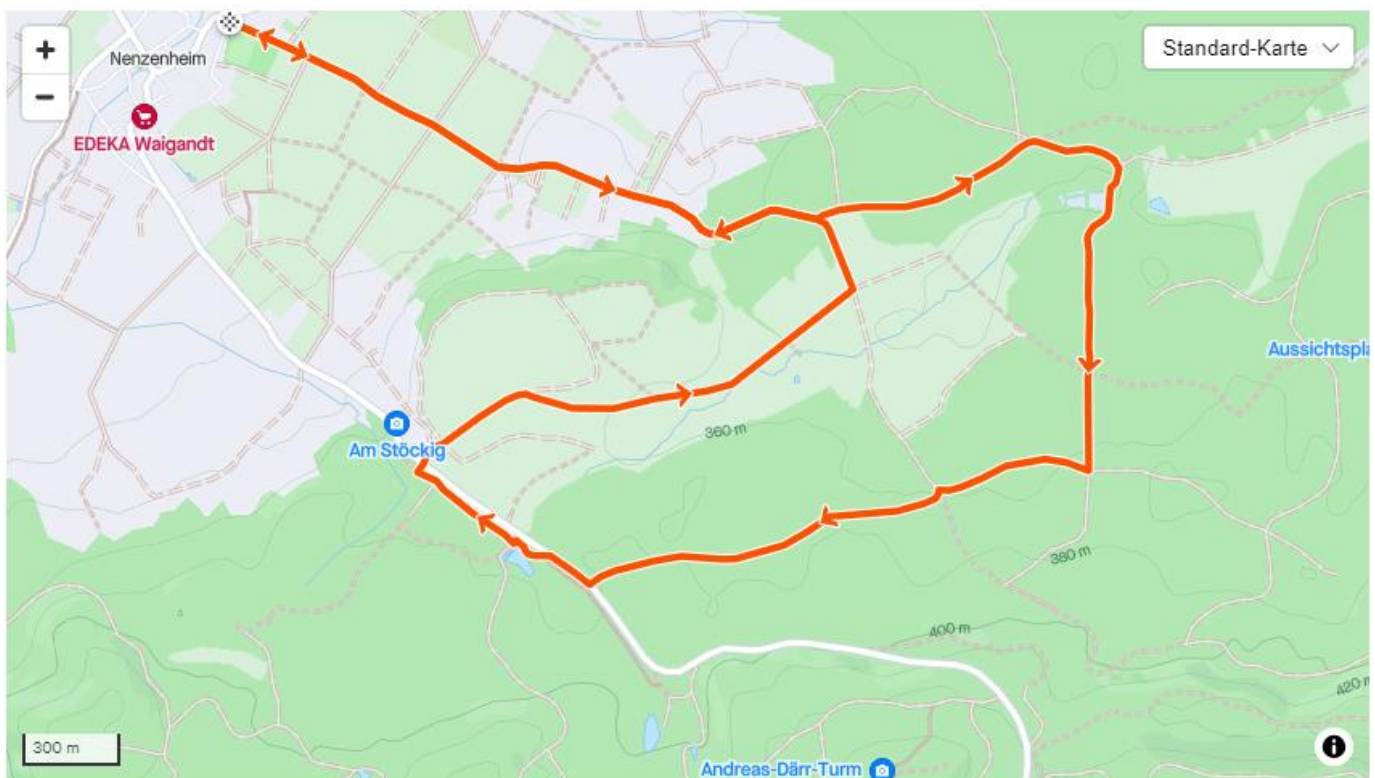 +
−
Nenzenheim
EDEKA Waigandt
Standard-Karte
Aussichtspla
Am Stöckig
360 m
380 m
400 m
420 m
300 m
Andreas-Därr-Turm
i